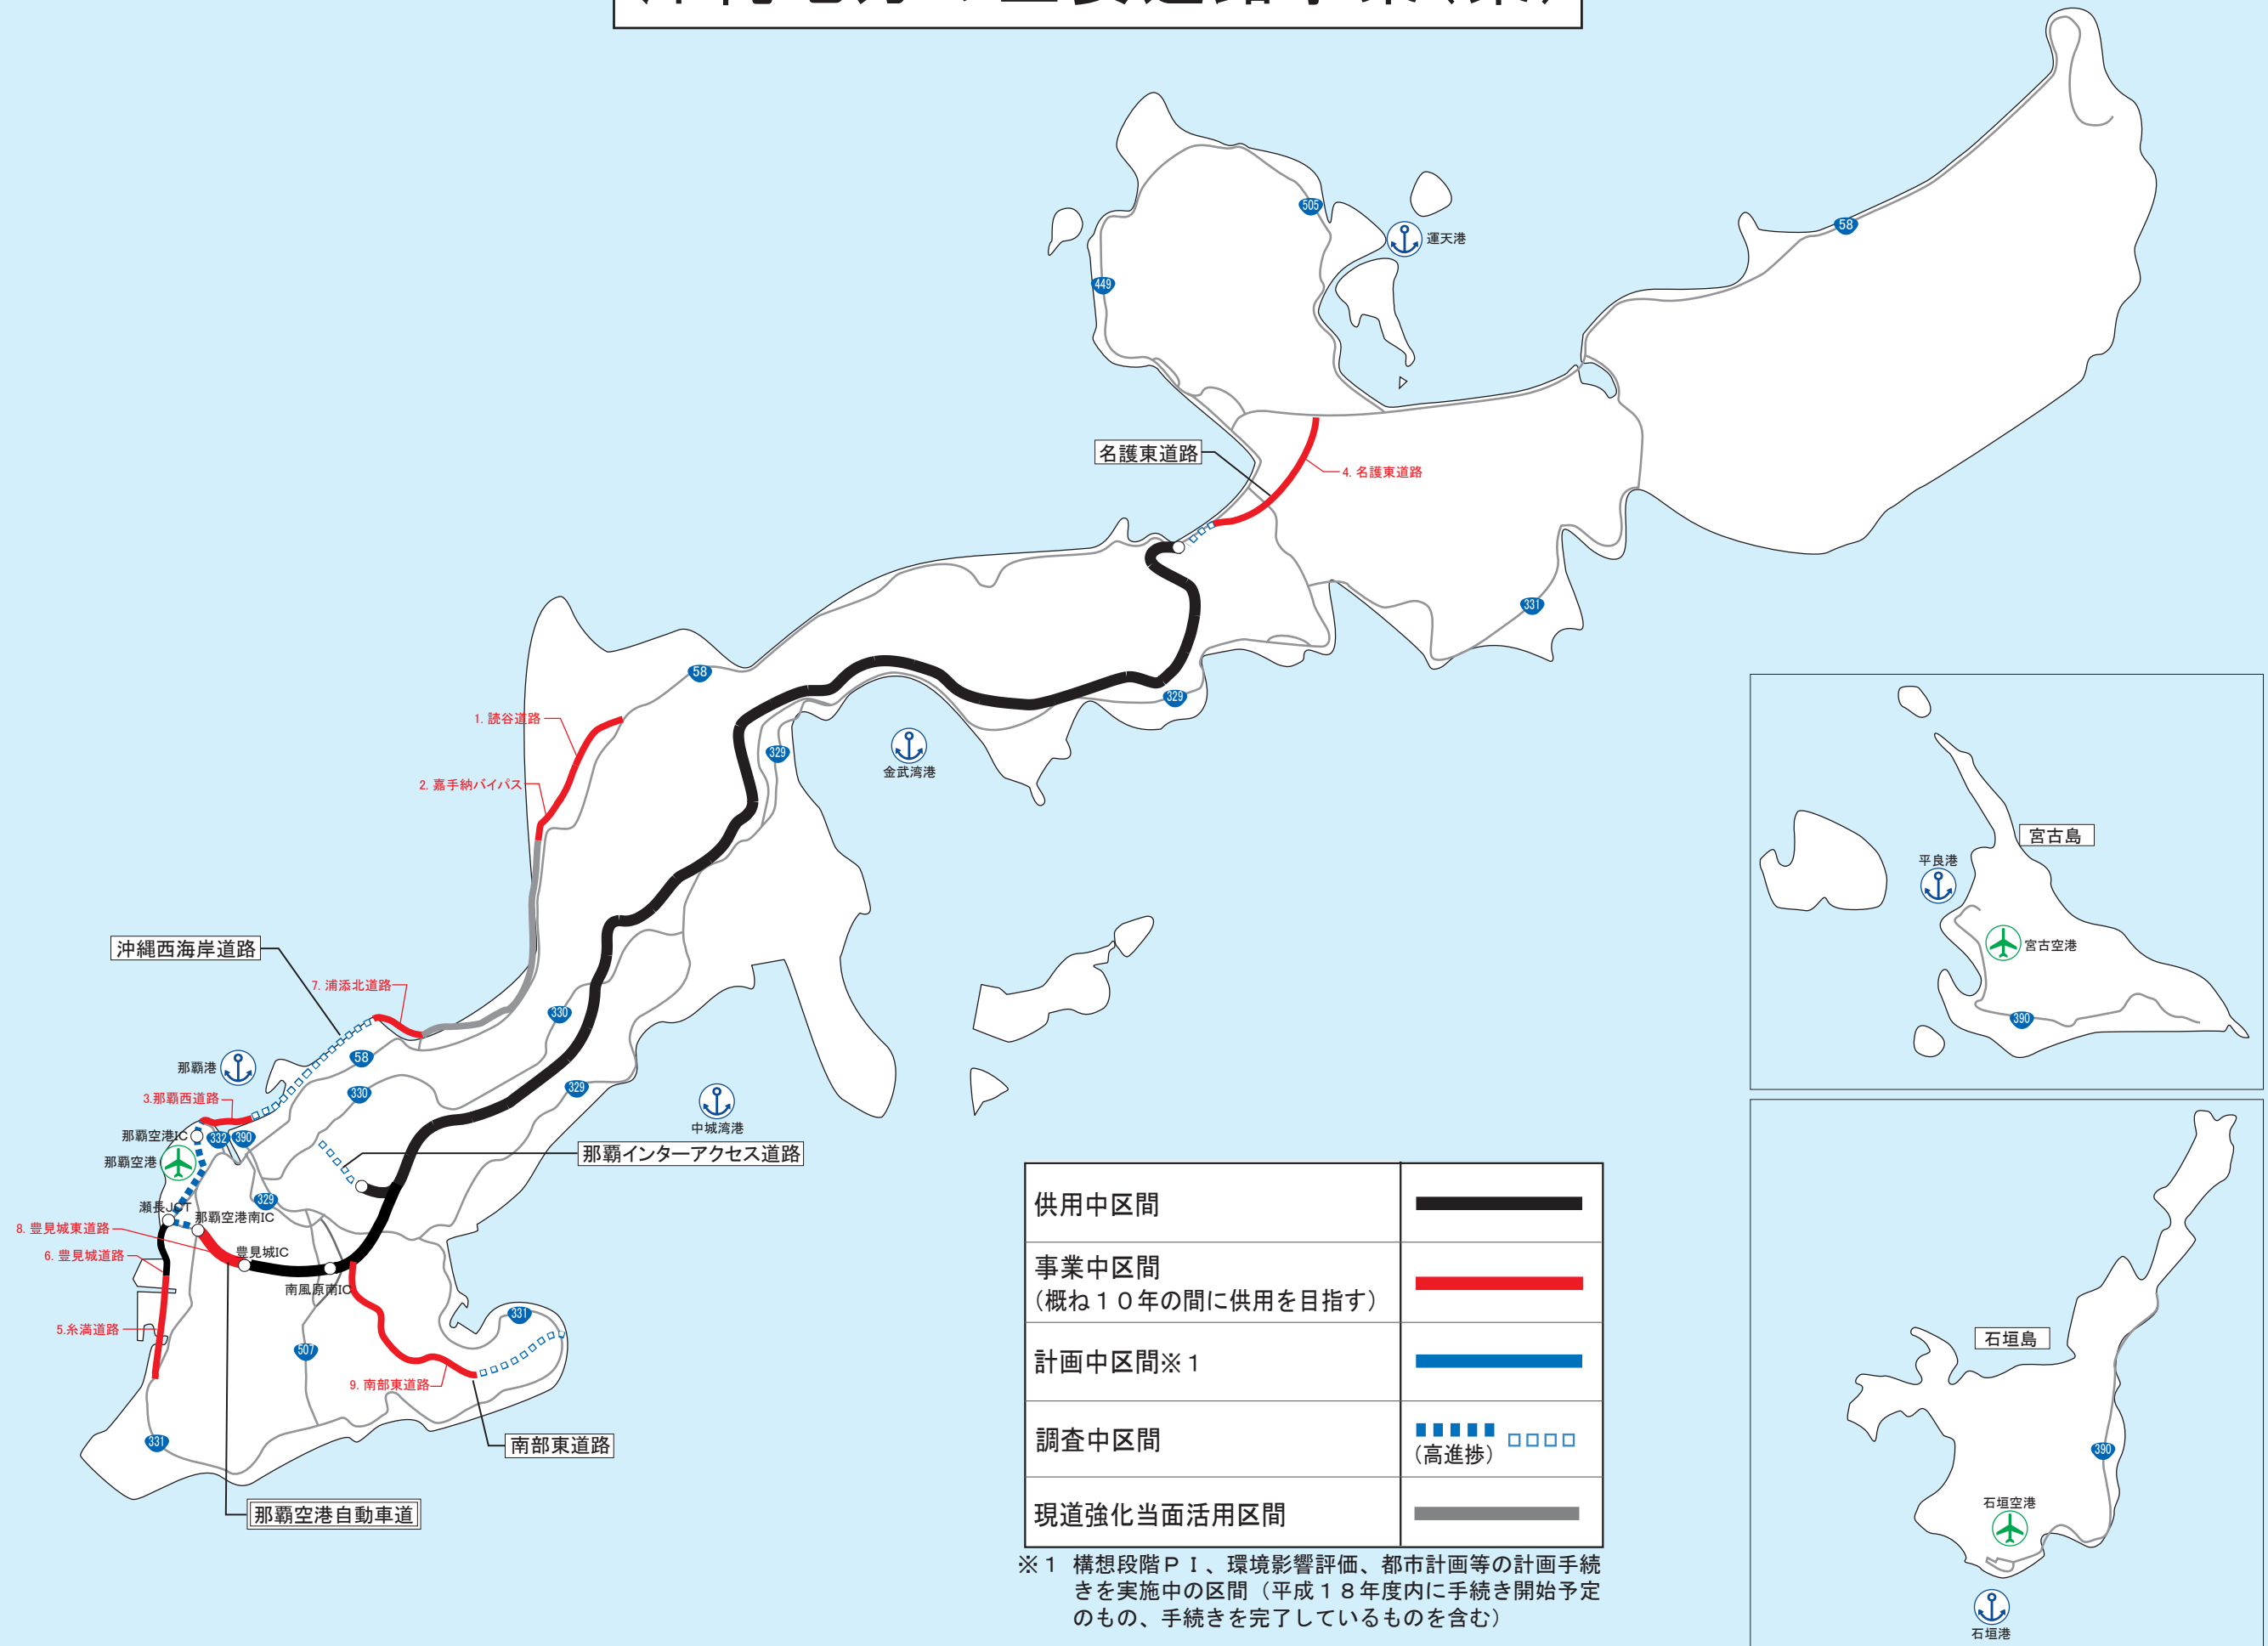 505
運天港
58
449
名護東道路
4. 名護東道路
331
58
329
1. 読谷道路
329
金武湾港
2. 嘉手納バイパス
宮古島
平良港
宮古空港
390
沖縄西海岸道路
7. 浦添北道路
330
58
那覇港
330
329
3.那覇西道路
中城湾港
那覇空港IC
332
390
那覇空港
那覇インターアクセス道路
329
瀬長JCT
那覇空港南IC
8. 豊見城東道路
豊見城IC
6. 豊見城道路
南風原南IC
331
5.糸満道路
507
9. 南部東道路
331
南部東道路
那覇空港自動車道
供用中区間
事業中区間
(概ね１０年の間に供用を目指す)
計画中区間※１
調査中区間
(高進捗)
現道強化当面活用区間
※１ 構想段階ＰＩ、環境影響評価、都市計画等の計画手続
きを実施中の区間（平成１８年度内に手続き開始予定
のもの、手続きを完了しているものを含む）
石垣島
390
石垣空港
石垣港